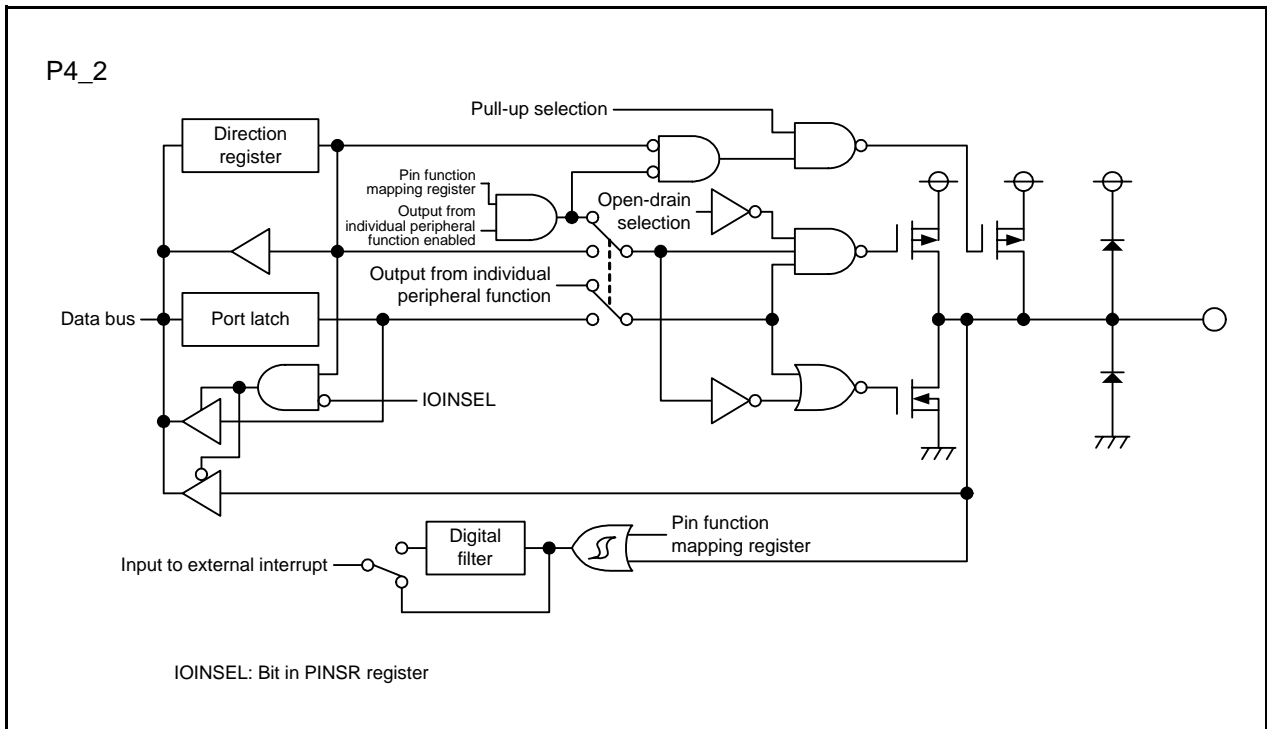 P4_2
Pull-up selection
Direction
register
Pin function
mapping register
Output from
individual peripheral
function enabled
Open-drain
selection
Output from individual
peripheral function
Data bus
Port latch
IOINSEL
Pin function
mapping register
Digital
filter
Input to external interrupt
IOINSEL: Bit in PINSR register